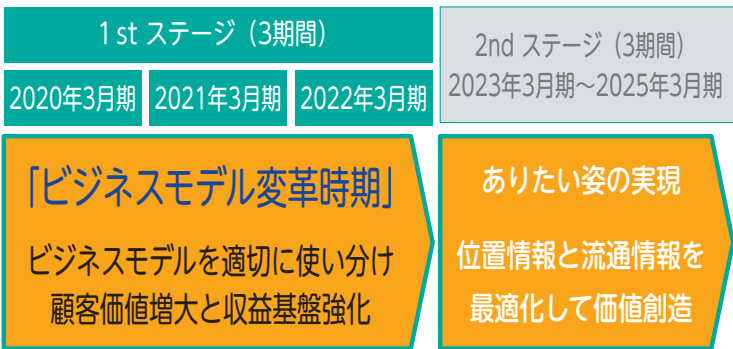 1st ステージ（3期間）
2020年3月期 2021年3月期 2022年3月期
2nd ステージ（3期間）
2023年3月期～2025年3月期
「ビジネスモデル変革時期」
ビジネスモデルを適切に使い分け
顧客価値増大と収益基盤強化
ありたい姿の実現
位置情報と流通情報を
最適化して価値創造